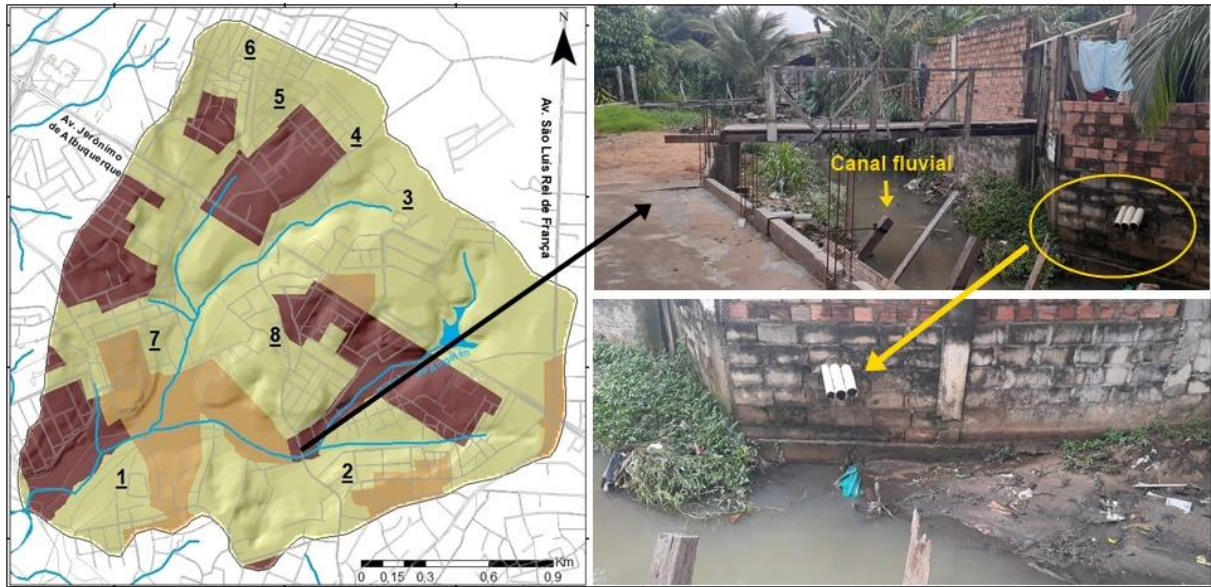 6
N
5
4
Av. Jerónimo
de Albuquerque
3
Av. São Luís Rei de França
7
8
1
2
0 0,15 0,3 0,6 0,9
Km
Canal fluvial